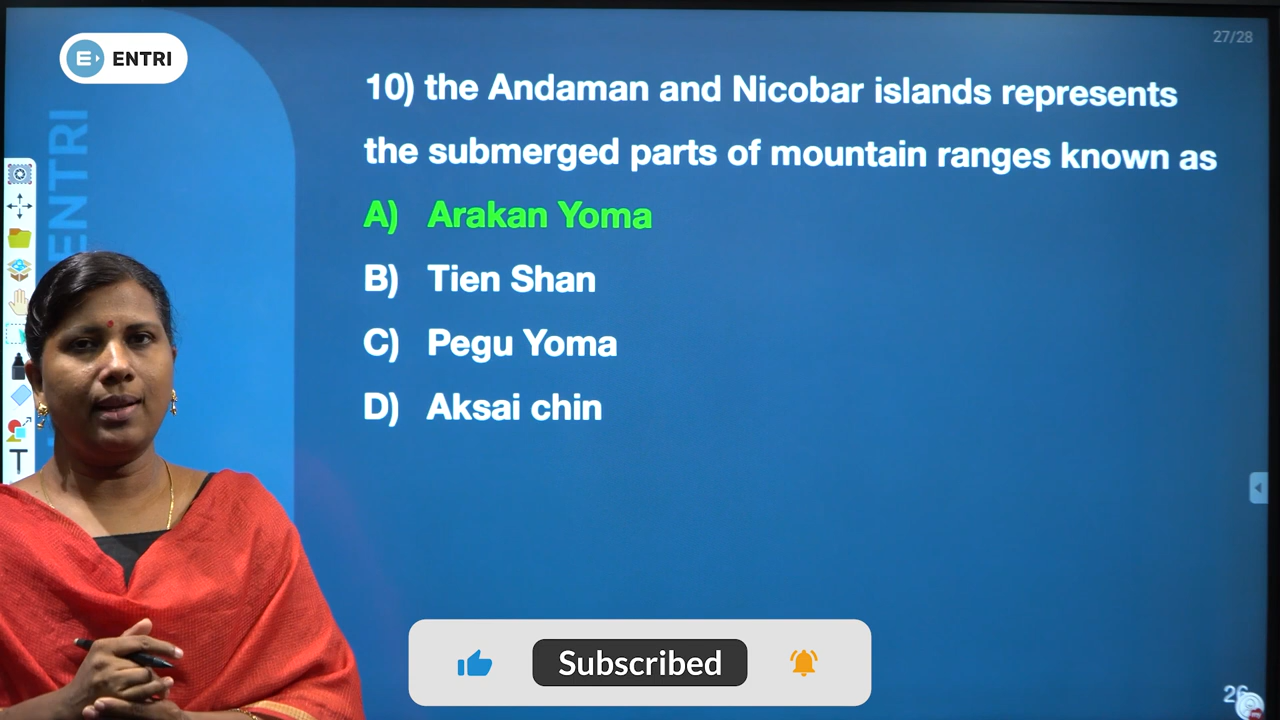 ENTRI
27/28
ENTRI
10) the Andaman and Nicobar islands represents
the submerged parts of mountain ranges known as
A) Arakan Yoma
B) Tien Shan
C) Pegu Yoma
D) Aksai chin
T
Subscribed